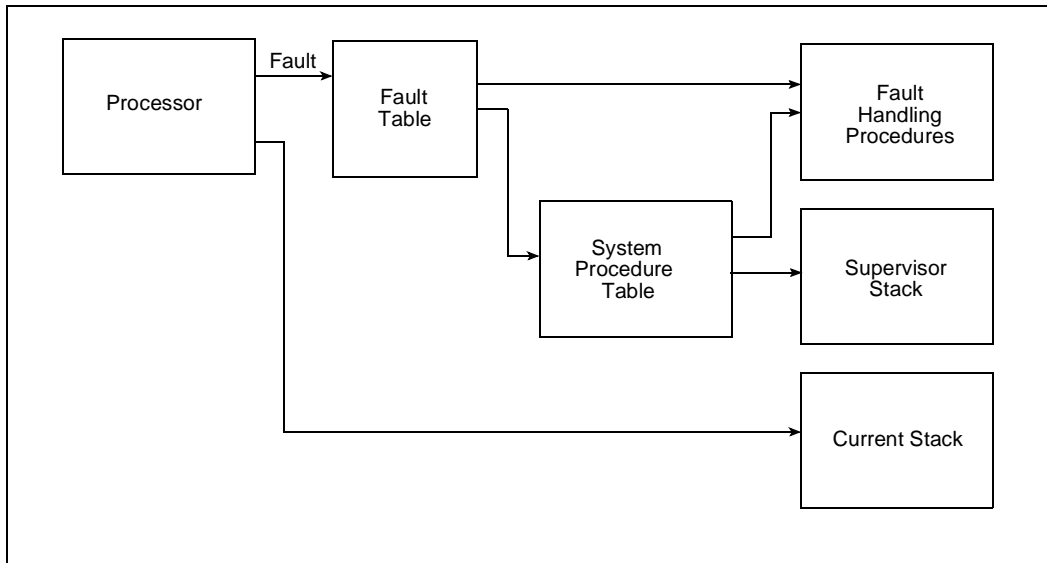 Processor
Fault
Fault
Table
Fault
Handling
Procedures
System
Procedure
Table
Supervisor
Stack
Current Stack